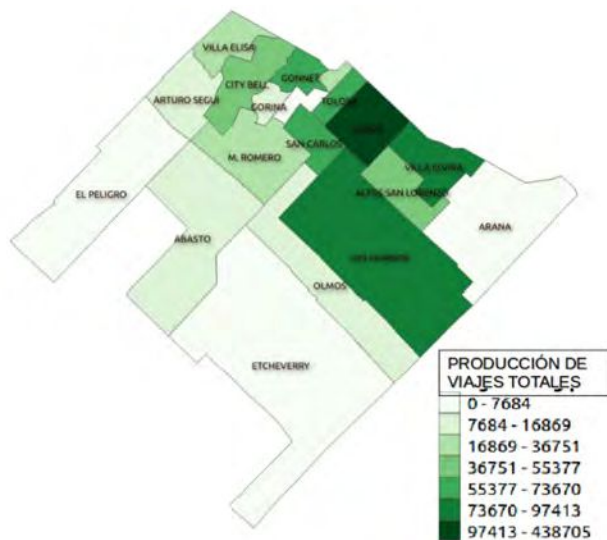 VILLA ELISA
CITY BELL
GONNET
ARTURO SEGUI
GORINA
TOLOSA
SAN CARLOS
M. ROMERO
VILLA ELVIRA
ALTOS SAN LORENZO
EL PELIGRO
ARANA
ABASTO
LOS HORNOS
OLMOS
ETCHEVERRY
PRODUCCIÓN DE
VIAJES TOTALES
0 - 7684
7684 - 16869
16869 - 36751
36751 - 55377
55377 - 73670
73670 - 97413
97413 - 438705